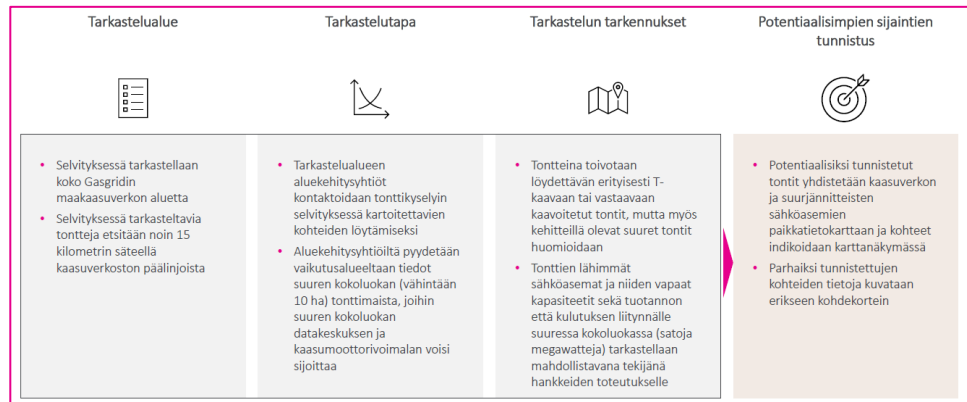 Tarkastelualue
Tarkastelutapa
Tarkastelun tarkennukset
Potentiaalisimpien sijaintien
tunnistus
• Selvityksessä tarkastellaan
koko Gasgridin
maakaasuverkon aluetta
• Selvityksessä tarkasteltavia
tontteja etsitään noin 15
kilometrin säteellä
kaasuverkoston päälinjoista
• Tarkastelualueen
aluekehitysyhtiöt
kontaktoidaan tonttikyselyin
selvityksessä kartoitettavien
kohteiden löytämiseksi
• Aluekehitysyhtiöiltä pyydetään
vaikutusalueeltaan tiedot
suuren kokoluokan (vähintään
10 ha) tonttimaista, joihin
suuren kokoluokan
datakeskuksen ja
kaasumoottorivoimalan voisi
sijoittaa
• Tontteina toivotaan
löydettävän erityisesti T-
kaavaan tai vastaavaan
kaavoitetut tontit, mutta myös
kehitteillä olevat suuret tontit
huomioidaan
• Tonttien lähimmät
sähköasemat ja niiden vapaat
kapasiteetit sekä tuotannon
että kulutuksen liitynnälle
suuressa kokoluokassa (satoja
megawatteja) tarkastellaan
mahdollistavana tekijänä
hankkeiden toteutukselle
• Potentiaalisiksi tunnistetut
tontit yhdistetään kaasuverkon
ja suurjännitteisten
sähköasemien
paikkatietokarttaan ja kohteet
indikoidaan karttanäkymässä
• Parhaiksi tunnistettujen
kohteiden tietoja kuvataan
erikseen kohdekortein